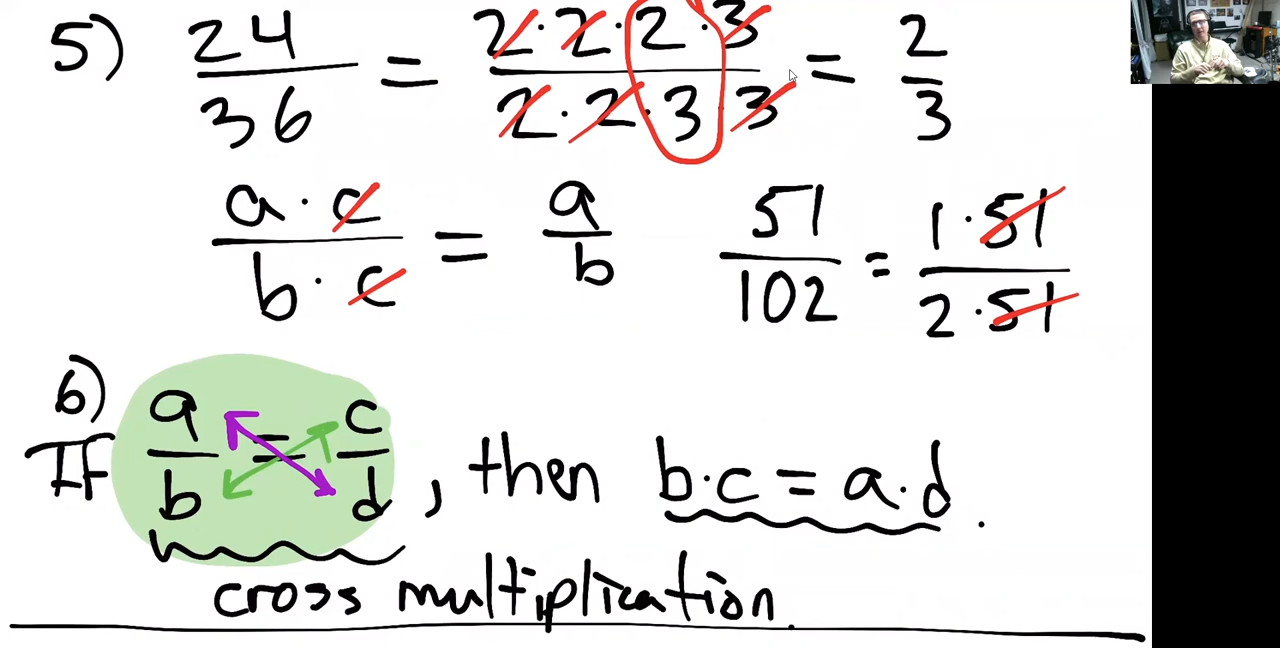 5) 24/36 = 2·2·2·3/2·2·3·3 = 2/3
a·c/b·c = a/b 51/102 = 1·51/2·51
6)
If a/b = c/d, then b·c = a·d.
cross multiplication.